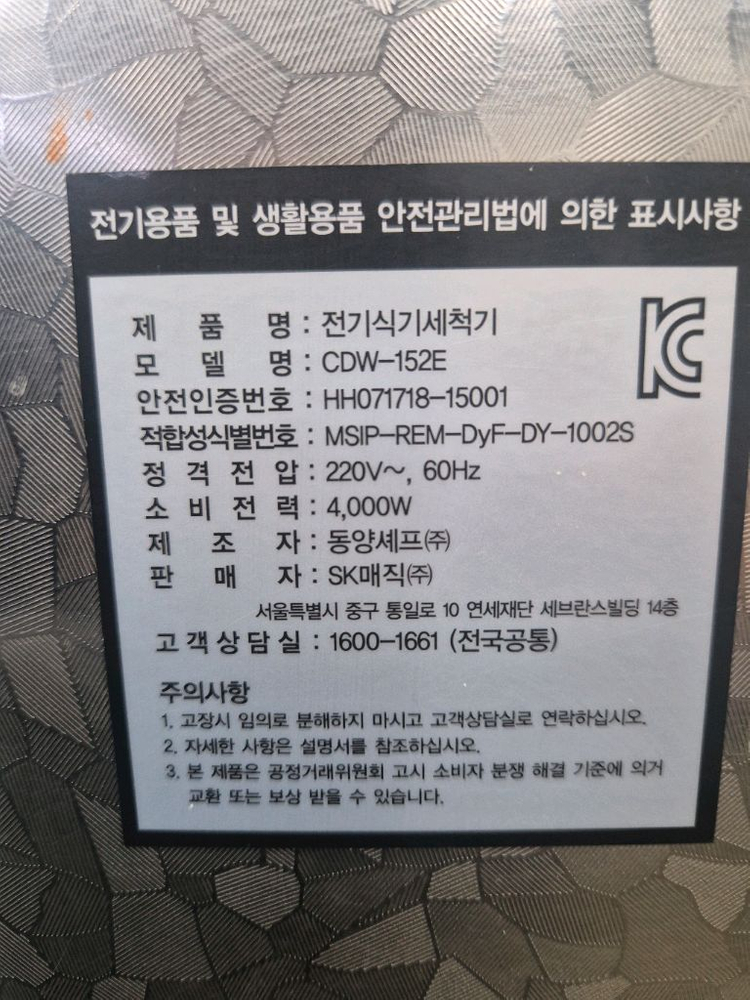 전기용품 및 생활용품 안전관리법에 의한 표시사항
제 품 명 : 전기식기세척기
모 델 명 : CDW-152E
안전인증번호 : HH071718-15001
적합성식별번호 : MSIP-REM-DyF-DY-1002S
정 격 전 압 : 220V~, 60Hz
소 비 전 력 : 4,000W
제 조 자 : 동양셰프㈜
판 매 자 : SK매직㈜
서울특별시 중구 통일로 10 연세재단 세브란스빌딩 14층
고 객 상 담 실 : 1600-1661 (전국공통)
주의사항
1. 고장시 임의로 분해하지 마시고 고객상담실로 연락하십시오.
2. 자세한 사항은 설명서를 참조하십시오.
3. 본 제품은 공정거래위원회 고시 소비자 분쟁 해결 기준에 의거
교환 또는 보상 받을 수 있습니다.
KC